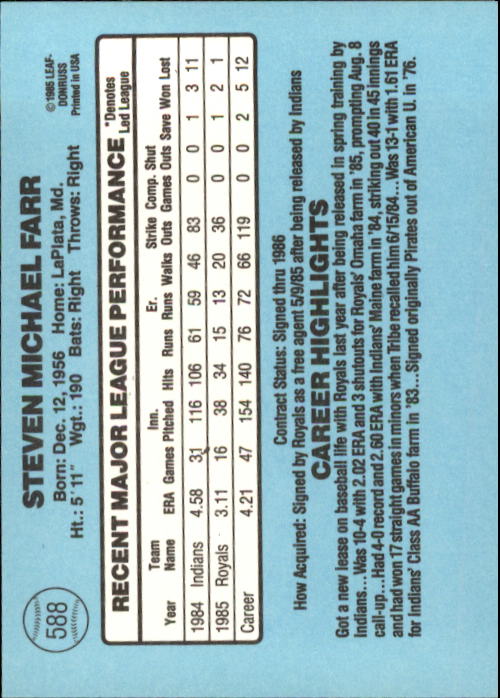 588
STEVEN MICHAEL FARR
Born: Dec. 12, 1956 Home: LaPlata, Md.
Ht.: 5' 11" Wgt.: 190 Bats: Right Throws: Right
© 1985 LEAF-
DONRUSS
Printed in USA
RECENT MAJOR LEAGUE PERFORMANCE *Denotes
Led League
Team Inn. Er. Strike Comp. Shut
Year Name ERA Games Pitched Hits Runs Runs Walks Outs Games Outs Save Won Lost
1984 Indians 4.58 31 116 106 61 59 46 83 0 0 1 3 11
1985 Royals 3.11 16 38 34 15 13 20 36 0 0 1 2 1
Career 4.21 47 154 140 76 72 66 119 0 0 2 5 12
Contract Status: Signed thru 1986
How Acquired: Signed by Royals as a free agent 5/9/85 after being released by Indians
CAREER HIGHLIGHTS
Got a new lease on baseball life with Royals last year after being released in spring training by
Indians...Was 10-4 with 2.02 ERA and 3 shutouts for Royals' Omaha farm in '85, prompting Aug. 8
call-up...Had 4-0 record and 2.60 ERA with Indians' Maine farm in '84, striking out 40 in 45 innings
and had won 17 straight games in minors when Tribe recalled him 6/15/84...Was 13-1 with 1.61 ERA
for Indians' Class AA Buffalo farm in '83...Signed originally Pirates out of American U. in '76.